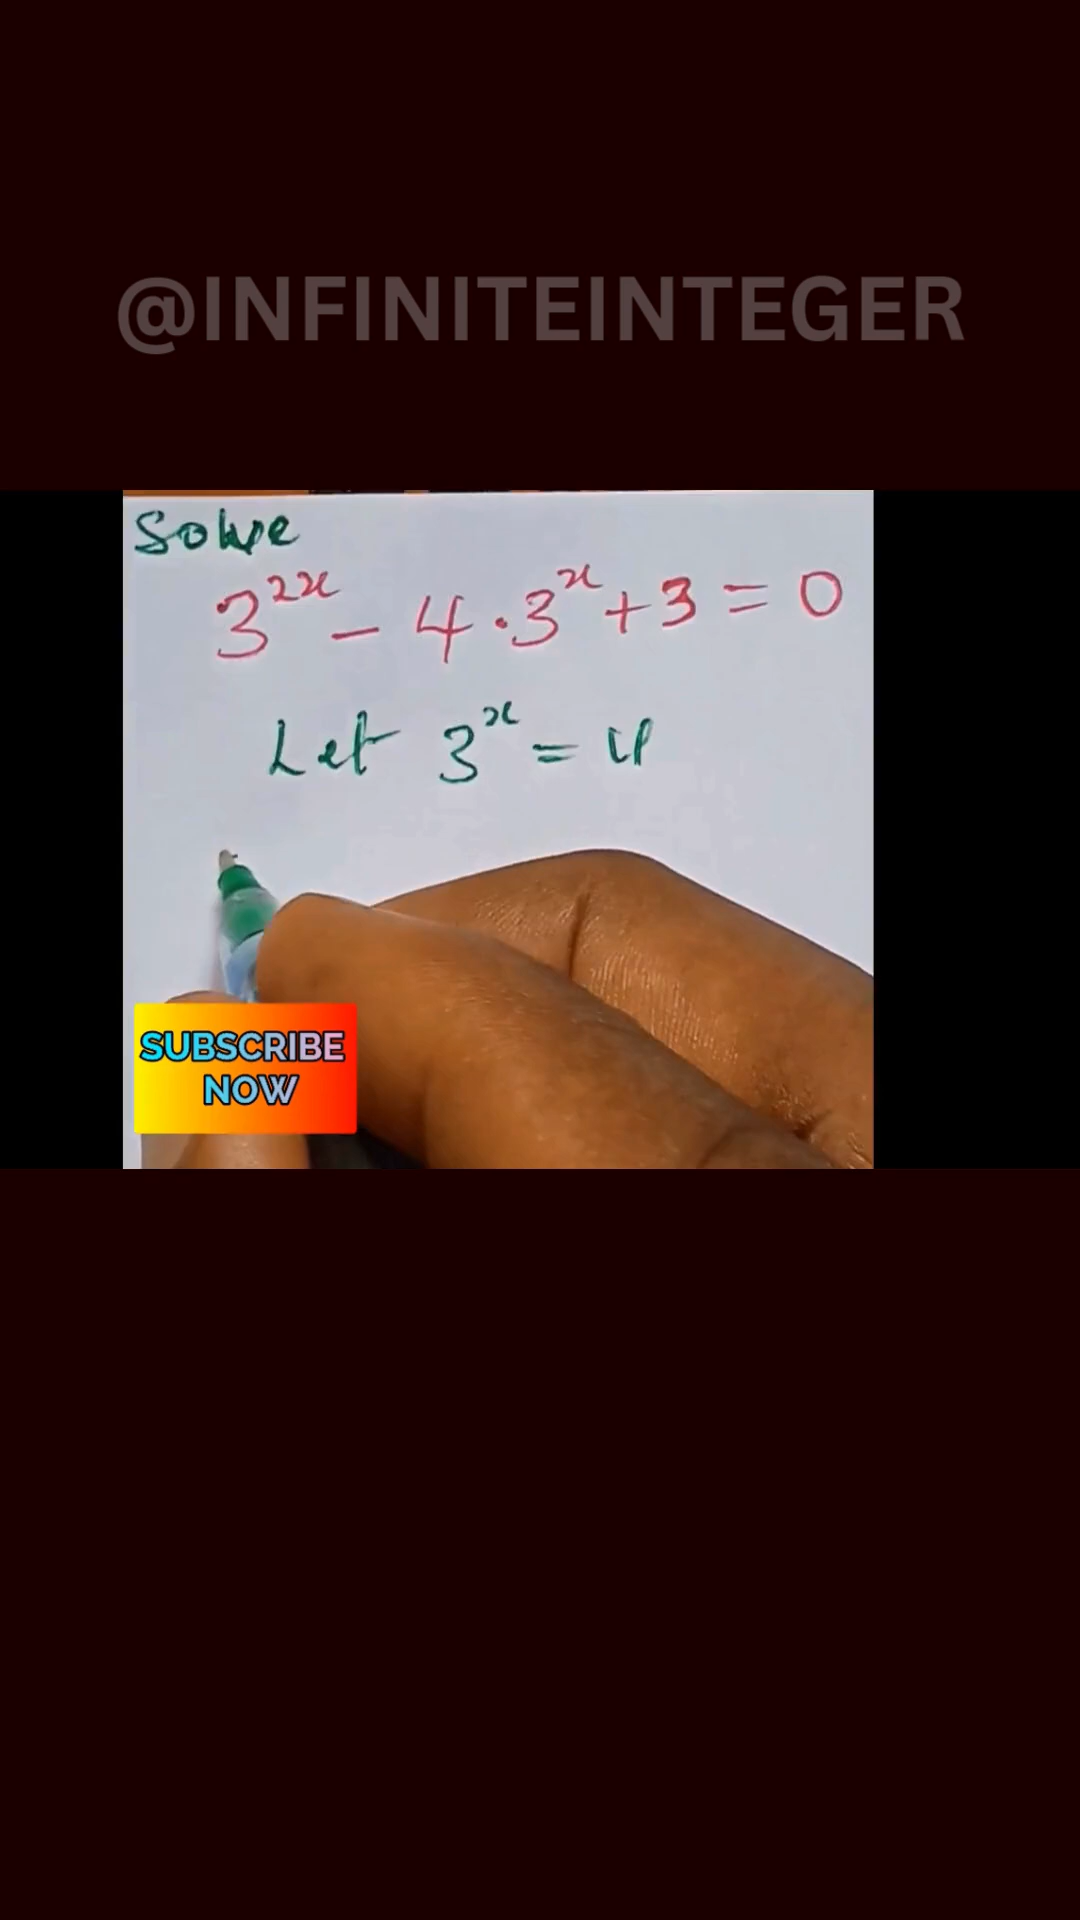 @INFINITEINTEGER
Solve
3^{2x} - 4·3^x + 3 = 0
Let 3^x = y
SUBSCRIBE
NOW